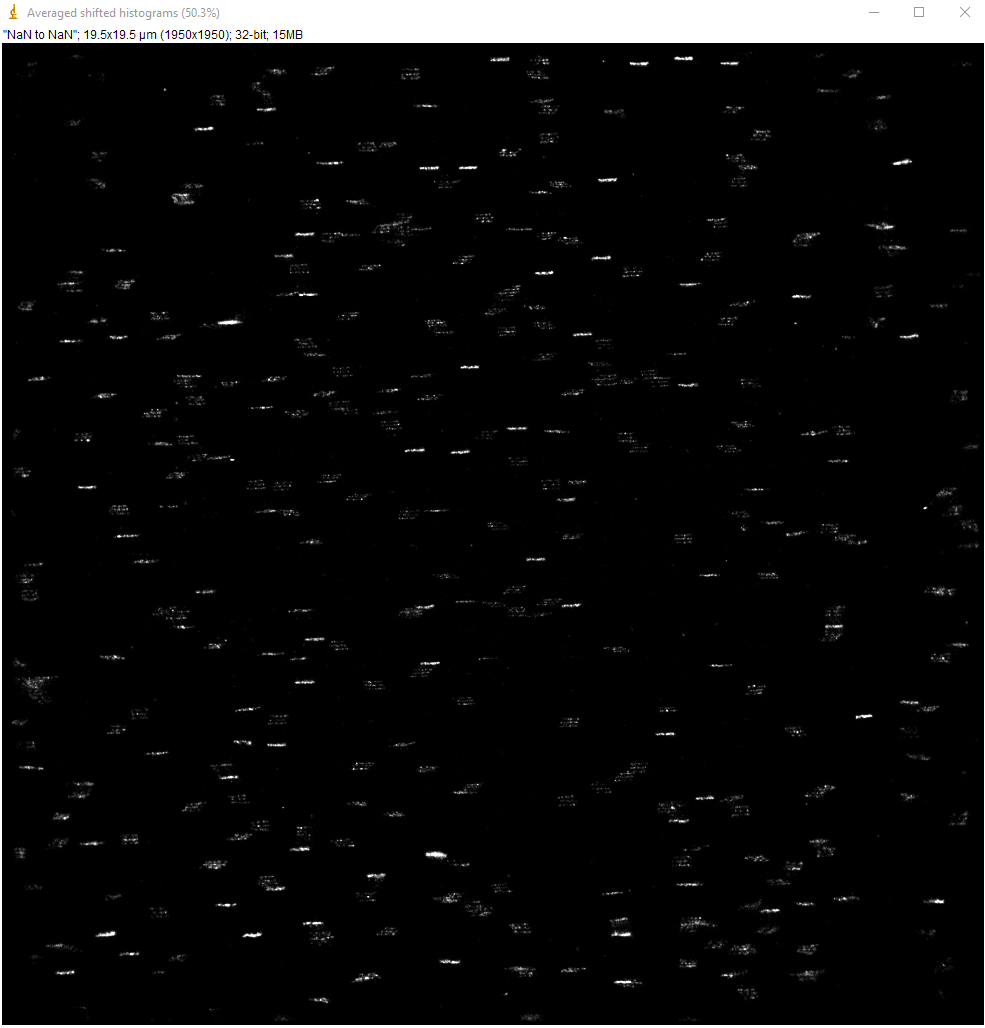 Averaged shifted histograms (50.3%)
"NaN to NaN"; 19.5x19.5 µm (1950x1950); 32-bit; 15MB